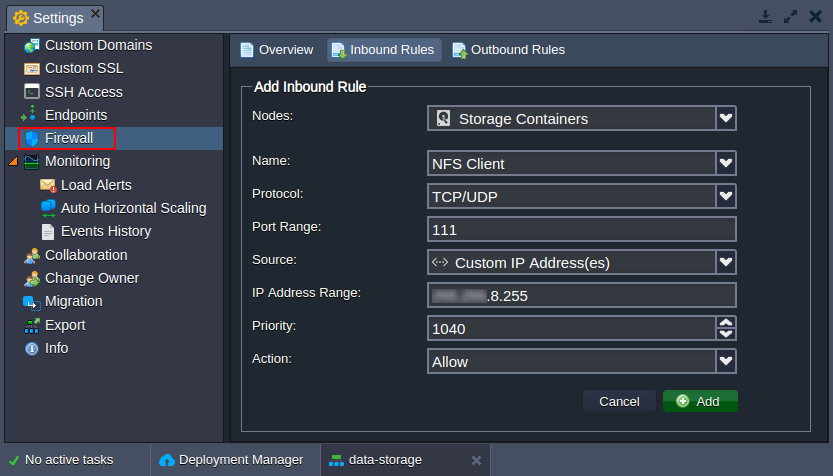 Settings
Custom Domains
Custom SSL
SSH Access
Endpoints
Firewall
Monitoring
Load Alerts
Auto Horizontal Scaling
Events History
Collaboration
Change Owner
Migration
Export
Info
Overview
Inbound Rules
Outbound Rules
Add Inbound Rule
Nodes: Storage Containers
Name: NFS Client
Protocol: TCP/UDP
Port Range: 111
Source: Custom IP Address(es)
IP Address Range: .8.255
Priority: 1040
Action: Allow
Cancel
Add
No active tasks
Deployment Manager
data-storage